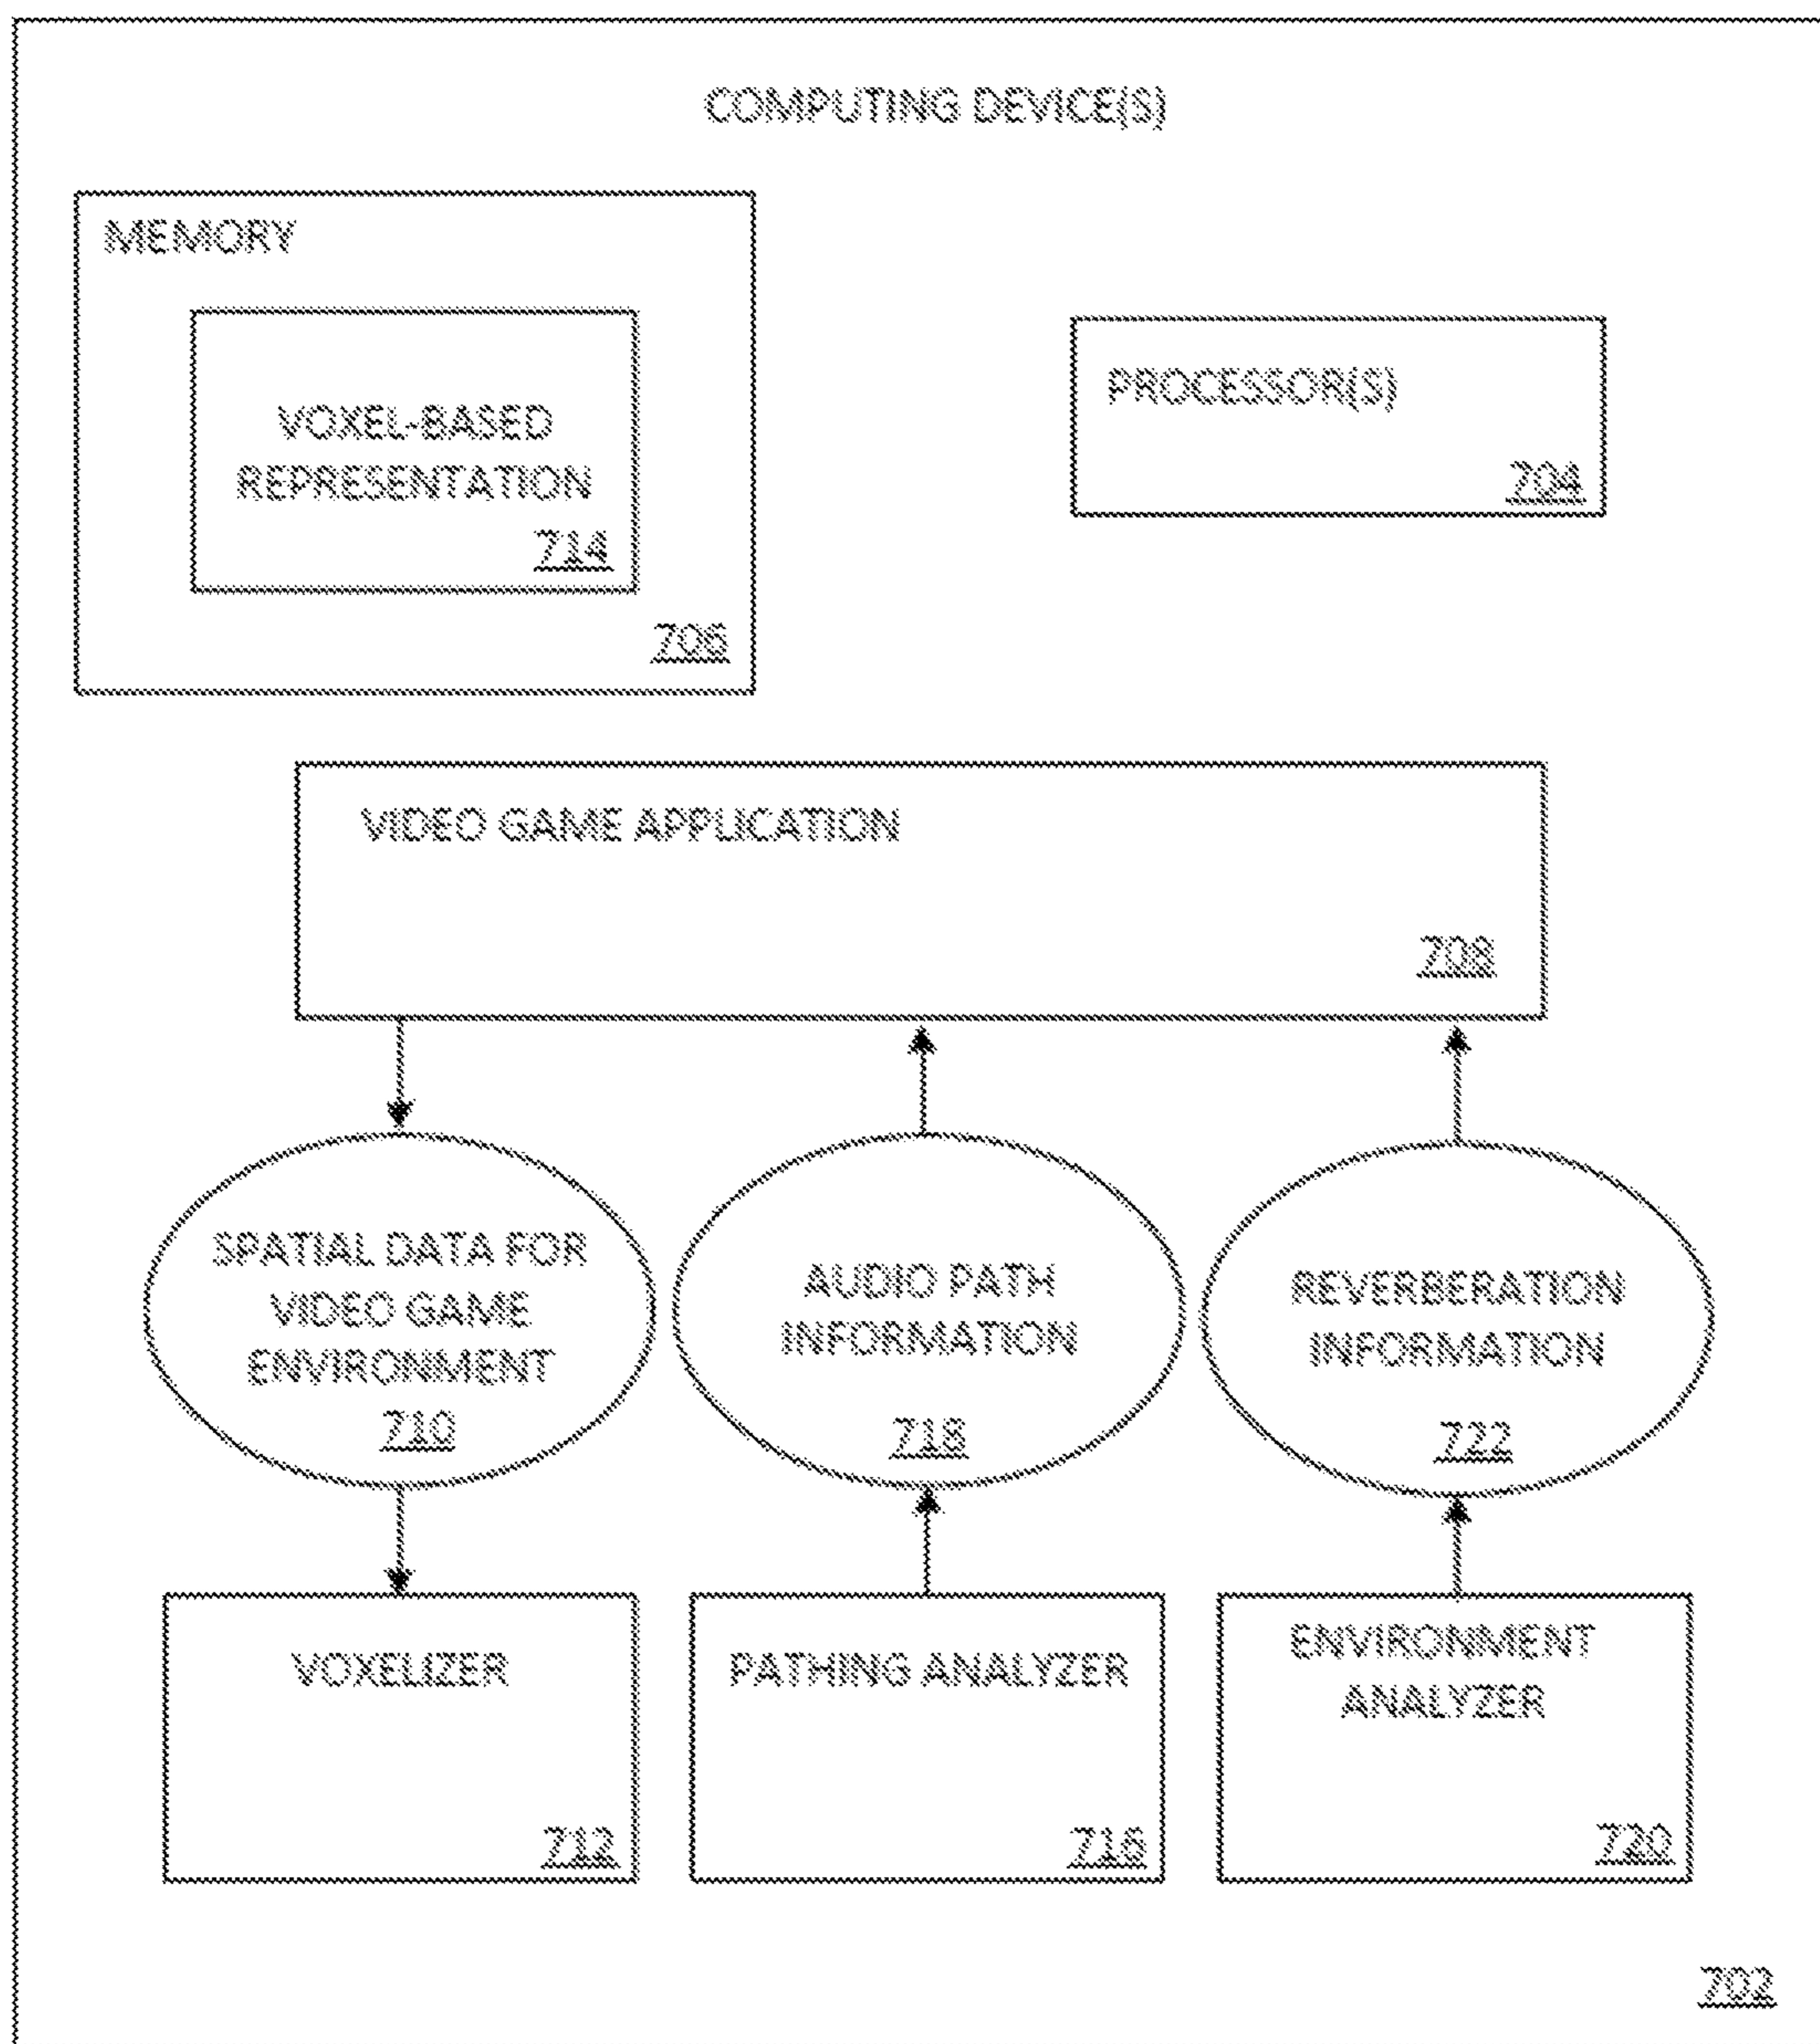 COMPUTING DEVICE(S)
MEMORY
VOXEL-BASED
REPRESENTATION
714
706
PROCESSOR(S)
704
VIDEO GAME APPLICATION
708
SPATIAL DATA FOR
VIDEO GAME
ENVIRONMENT
710
AUDIO PATH
INFORMATION
718
REVERBERATION
INFORMATION
722
VOXELIZER
712
PATHING ANALYZER
716
ENVIRONMENT
ANALYZER
720
702